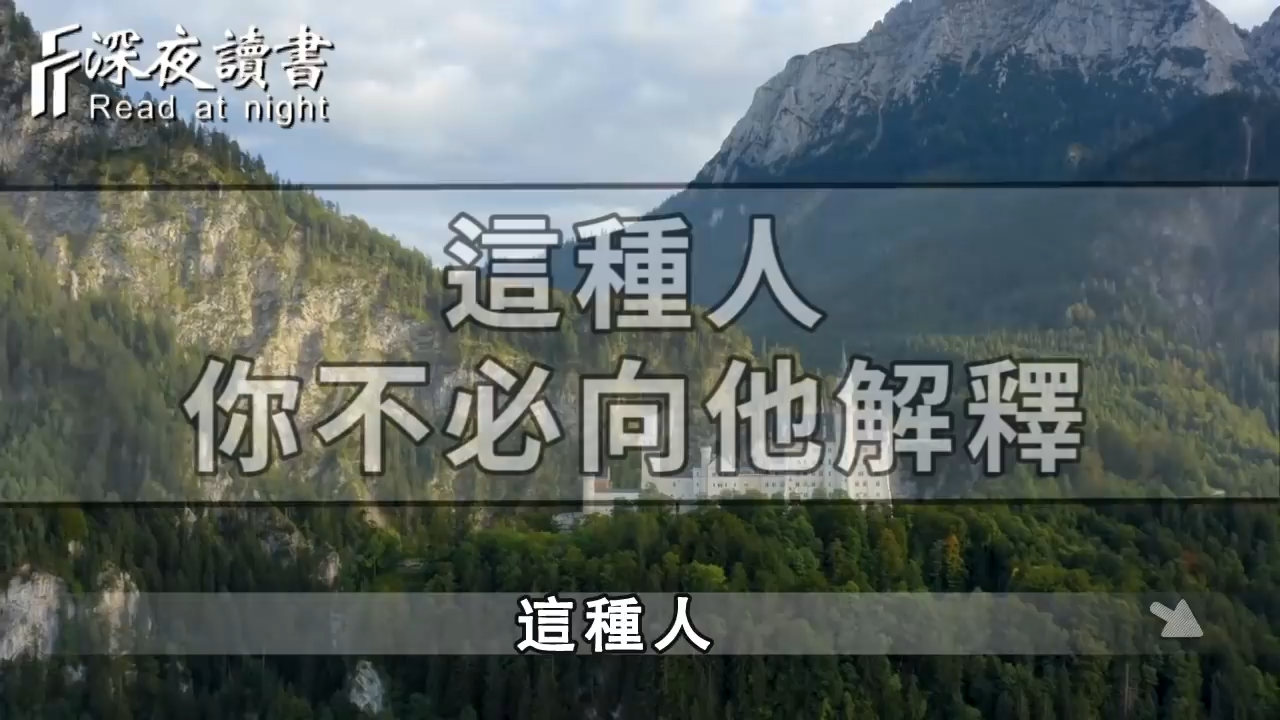 深夜讀書
Read at night
這種人
你不必向他解釋
這種人